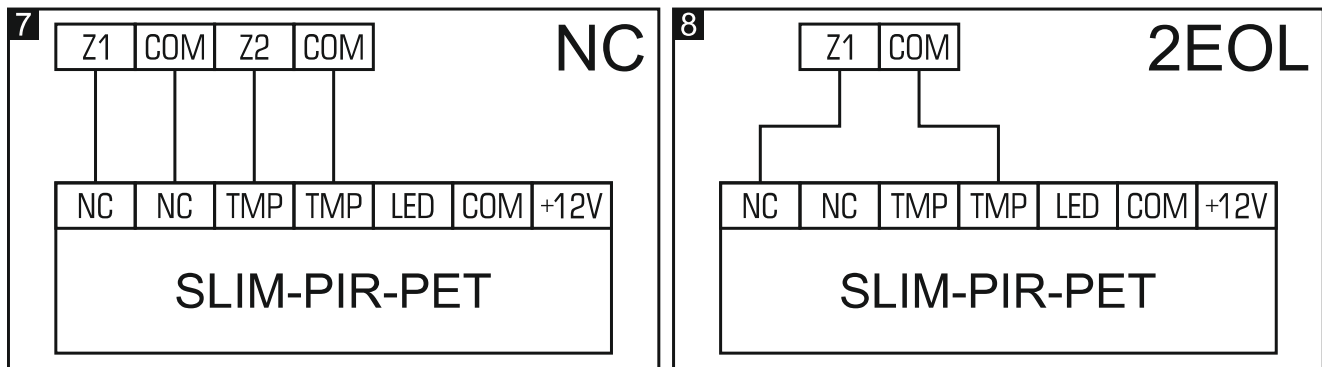 7
NC
Z1 COM Z2 COM
NC NC TMP TMP LED COM +12V
SLIM-PIR-PET
8
2EOL
Z1 COM
NC NC TMP TMP LED COM +12V
SLIM-PIR-PET